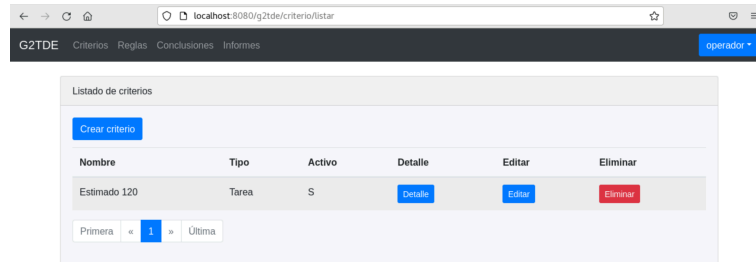 localhost:8080/g2tde/criterio/listar
G2TDE Criterios Reglas Conclusiones Informes operador
Listado de criterios
Crear criterio
Nombre Tipo Activo Detalle Editar Eliminar
Estimado 120 Tarea S Detalle Editar Eliminar
Primera « 1 » Última